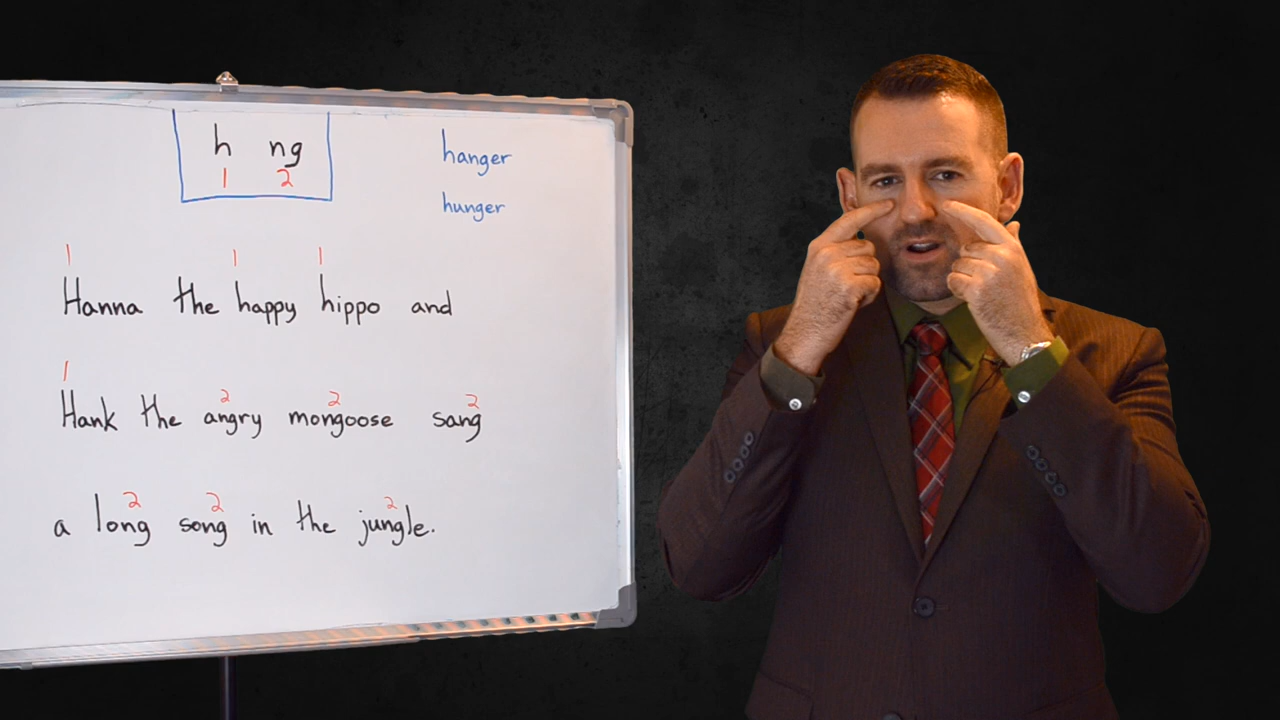 h ng
1 2
hanger
hunger
1 1 1
Hanna the happy hippo and
1 2 2 2
Hank the angry mongoose sang
2 2 2
a long song in the jungle.